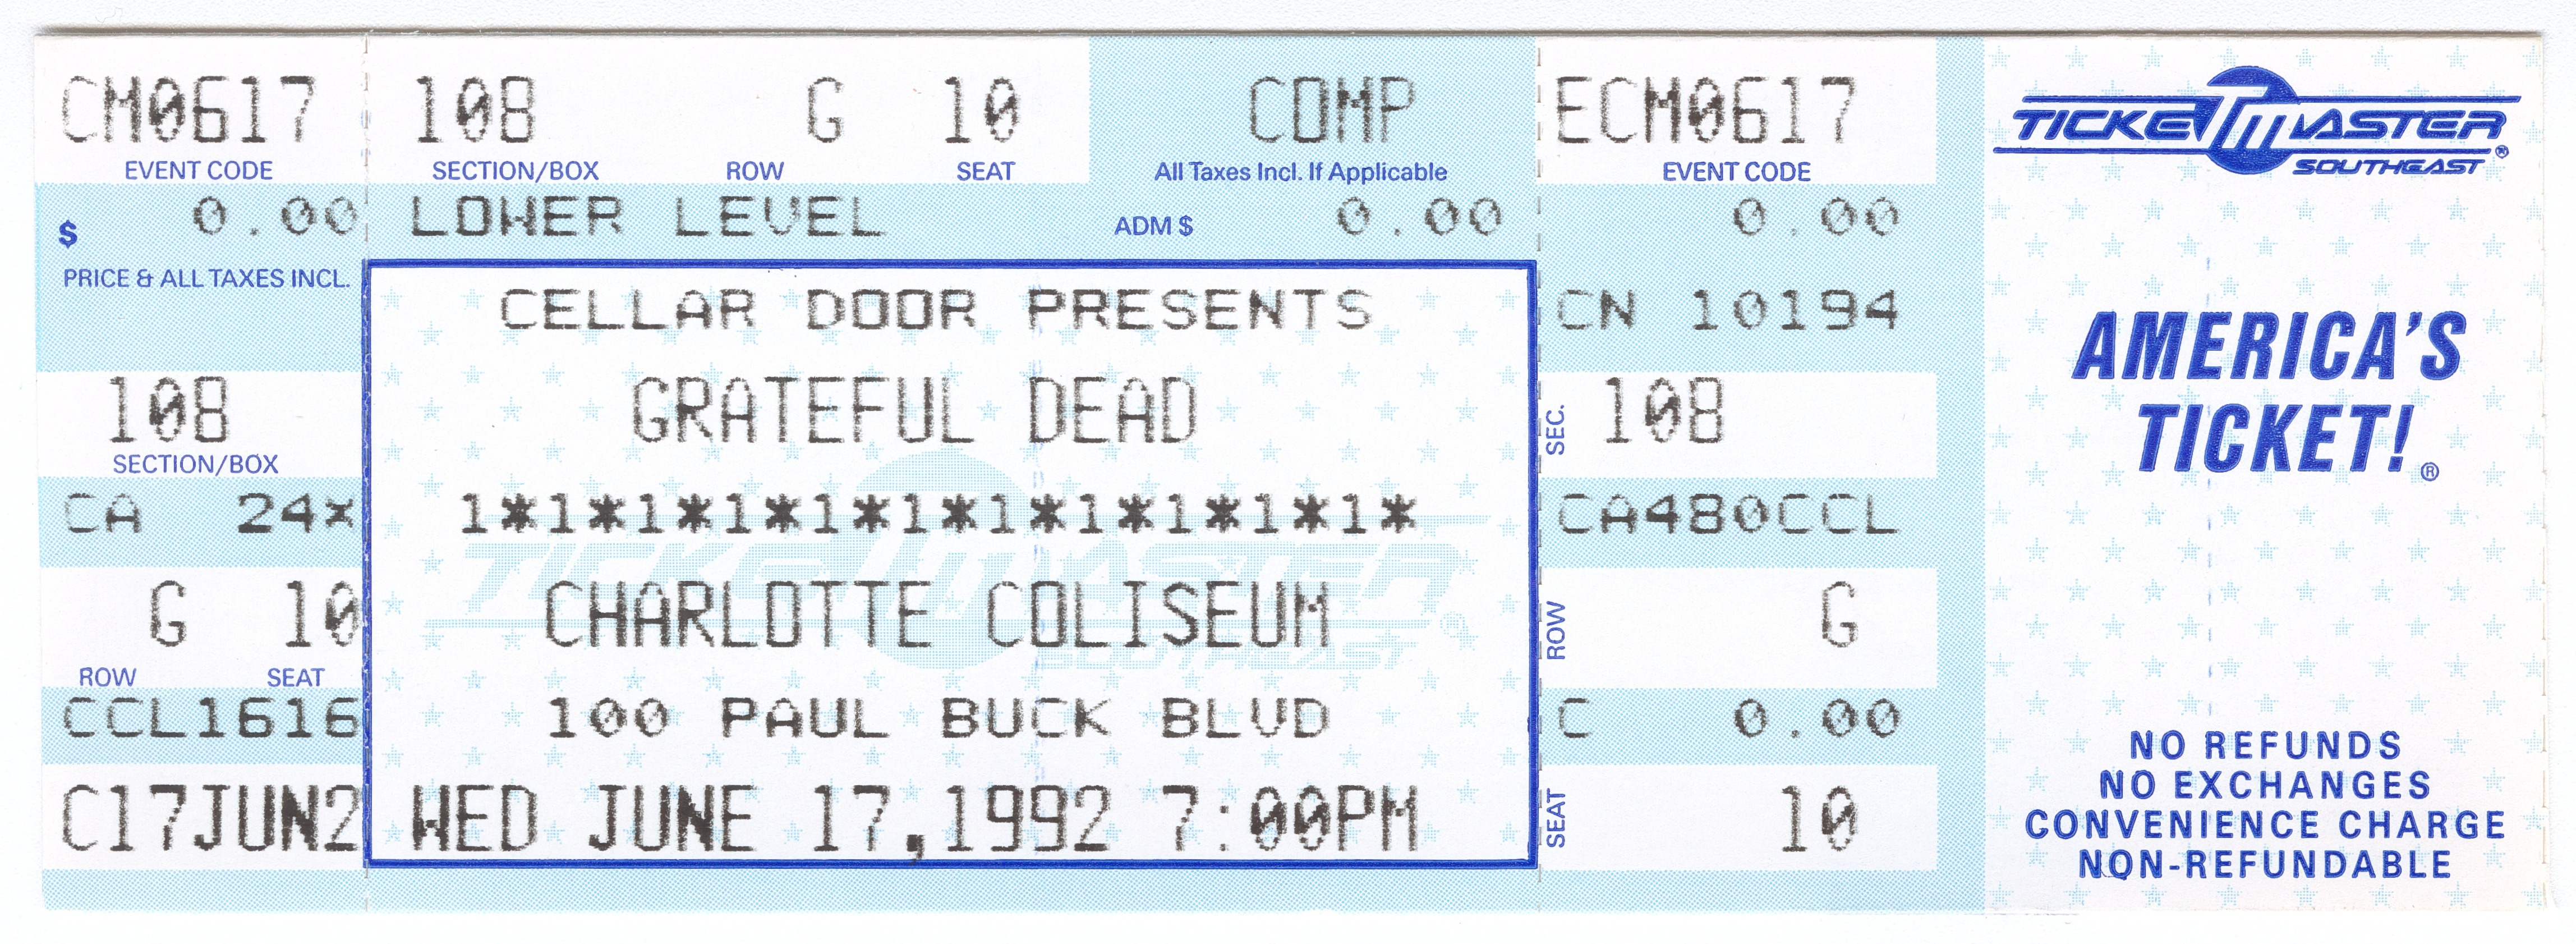 CM0617
EVENT CODE
$ 0.00
PRICE & ALL TAXES INCL.
108
SECTION/BOX
CA 24*
G 10
ROW SEAT
CCL1616
C17JUN2
108 G 10 COMP
SECTION/BOX ROW SEAT All Taxes Incl. If Applicable
LOWER LEVEL ADM $ 0.00
CELLAR DOOR PRESENTS
GRATEFUL DEAD
1*1*1*1*1*1*1*1*1*1*1*
CHARLOTTE COLISEUM
100 PAUL BUCK BLVD
WED JUNE 17,1992 7:00PM
TICKETMASTER®
SOUTHEAST
ECM0617
EVENT CODE
0.00
CN 10194
SEC. 108
CA480CCL
ROW G
C 0.00
SEAT 10
TICKETMASTER®
SOUTHEAST
AMERICA'S
TICKET!®
NO REFUNDS
NO EXCHANGES
CONVENIENCE CHARGE
NON-REFUNDABLE